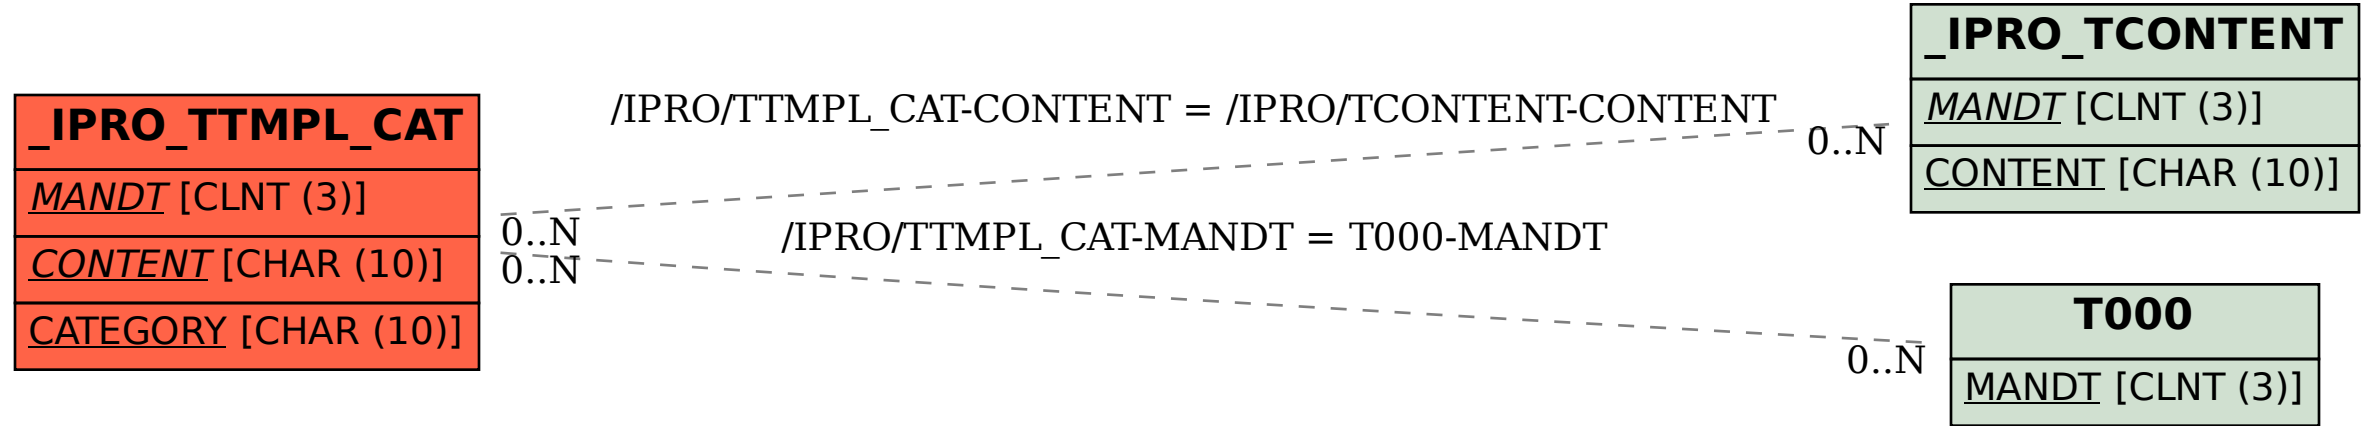 _IPRO_TTMPL_CAT
MANDT [CLNT (3)]
CONTENT [CHAR (10)]
CATEGORY [CHAR (10)]
/IPRO/TTMPL_CAT-CONTENT = /IPRO/TCONTENT-CONTENT
0..N
0..N
/IPRO/TTMPL_CAT-MANDT = T000-MANDT
0..N
0..N
_IPRO_TCONTENT
MANDT [CLNT (3)]
CONTENT [CHAR (10)]
T000
MANDT [CLNT (3)]